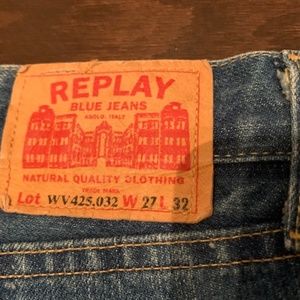 REPLAY
BLUE JEANS
ASOLO, ITALY
NATURAL QUALITY CLOTHING
TRADE MARK
Lot WV425.032 W 27 L 32